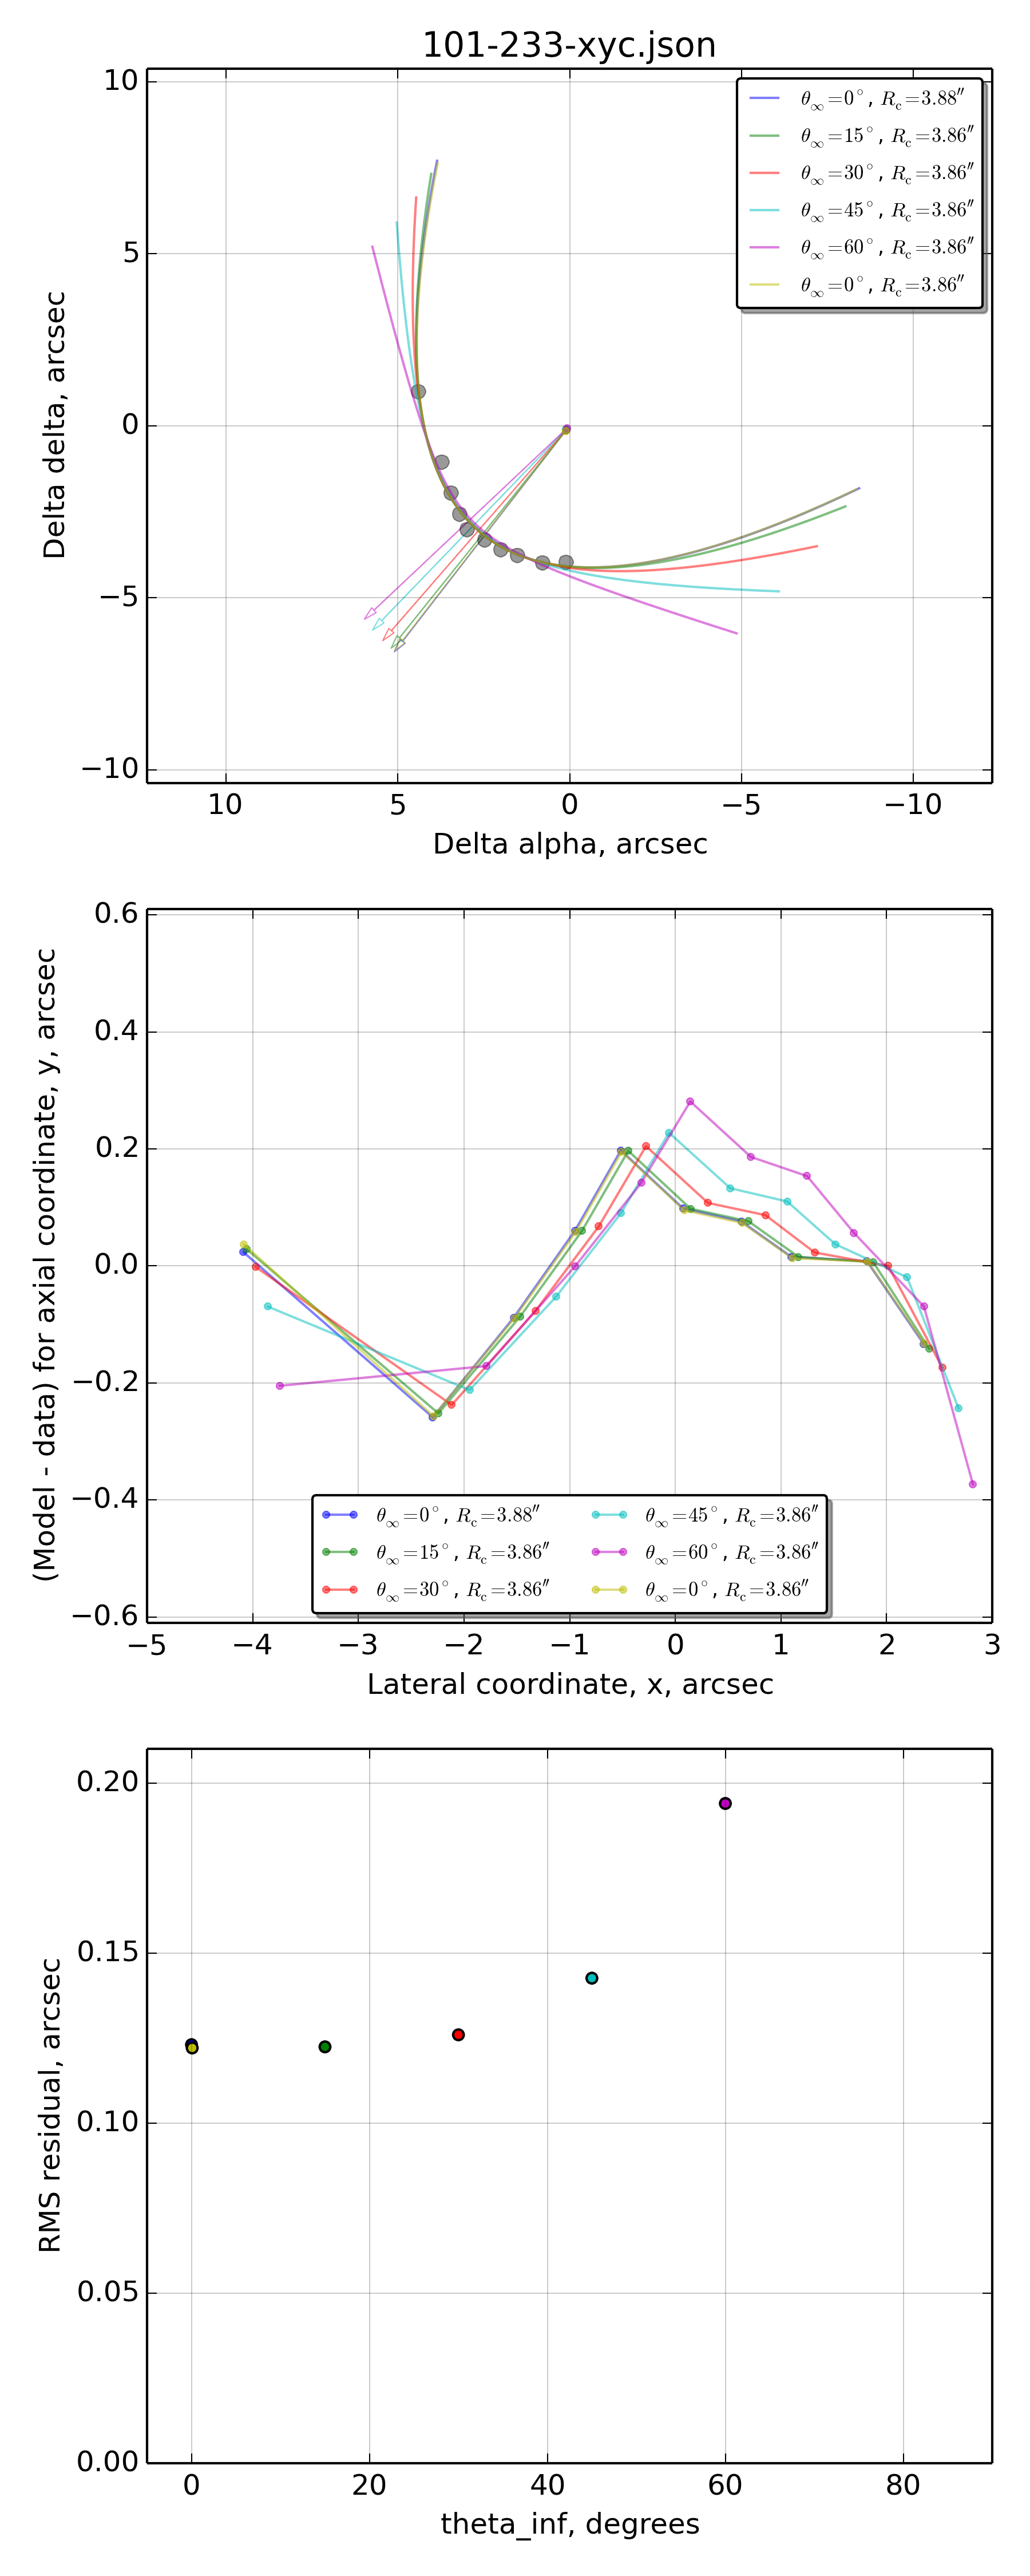 101-233-xyc.json
10
5
0
−5
−10
Delta delta, arcsec
θ∞=0°, Rc=3.88″
θ∞=15°, Rc=3.86″
θ∞=30°, Rc=3.86″
θ∞=45°, Rc=3.86″
θ∞=60°, Rc=3.86″
θ∞=0°, Rc=3.86″
10 5 0 −5 −10
Delta alpha, arcsec
0.6
0.4
0.2
0.0
−0.2
−0.4
−0.6
(Model - data) for axial coordinate, y, arcsec
θ∞=0°, Rc=3.88″ θ∞=45°, Rc=3.86″
θ∞=15°, Rc=3.86″ θ∞=60°, Rc=3.86″
θ∞=30°, Rc=3.86″ θ∞=0°, Rc=3.86″
−5 −4 −3 −2 −1 0 1 2 3
Lateral coordinate, x, arcsec
0.20
0.15
0.10
0.05
0.00
RMS residual, arcsec
0 20 40 60 80
theta_inf, degrees